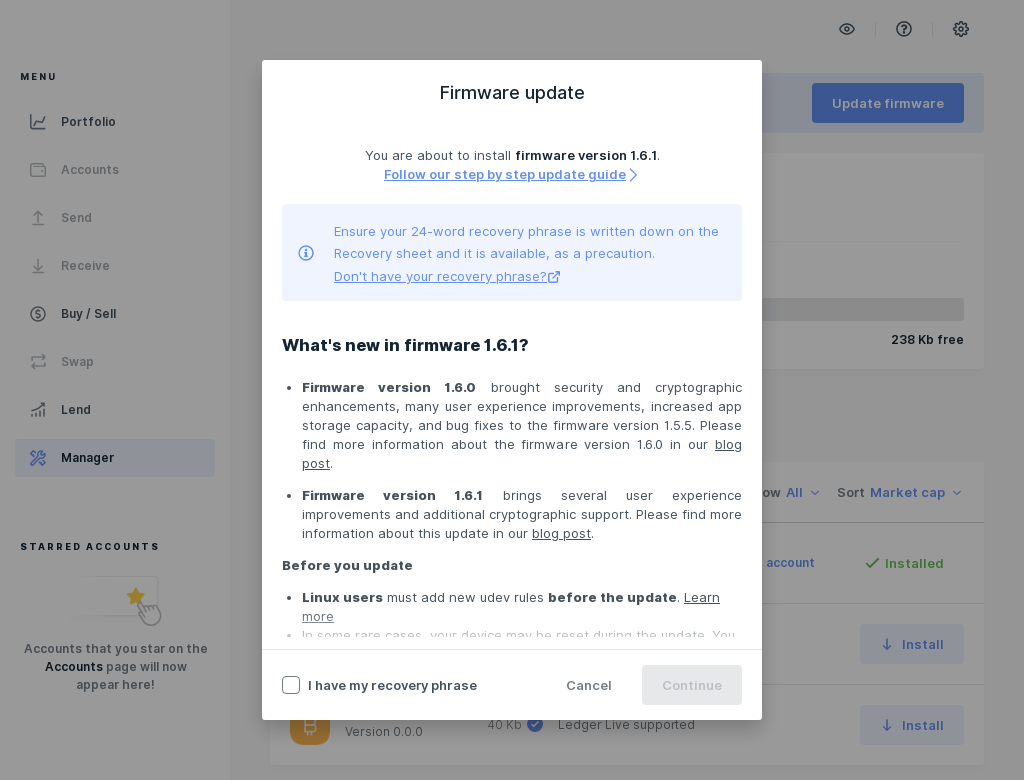 MENU
Portfolio
Accounts
Send
Receive
Buy / Sell
Swap
Lend
Manager
STARRED ACCOUNTS
Accounts that you star on the
Accounts page will now
appear here!
Update firmware
238 Kb free
All
Sort Market cap
account
Installed
Install
Version 0.0.0
40 Kb
Ledger Live supported
Install
Firmware update
You are about to install firmware version 1.6.1.
Follow our step by step update guide
Ensure your 24-word recovery phrase is written down on the
Recovery sheet and it is available, as a precaution.
Don't have your recovery phrase?
What's new in firmware 1.6.1?
• Firmware version 1.6.0 brought security and cryptographic
enhancements, many user experience improvements, increased app
storage capacity, and bug fixes to the firmware version 1.5.5. Please
find more information about the firmware version 1.6.0 in our blog
post.
• Firmware version 1.6.1 brings several user experience
improvements and additional cryptographic support. Please find more
information about this update in our blog post.
Before you update
• Linux users must add new udev rules before the update. Learn
more
• In some rare cases, your device may be reset during the update. You
I have my recovery phrase
Cancel
Continue